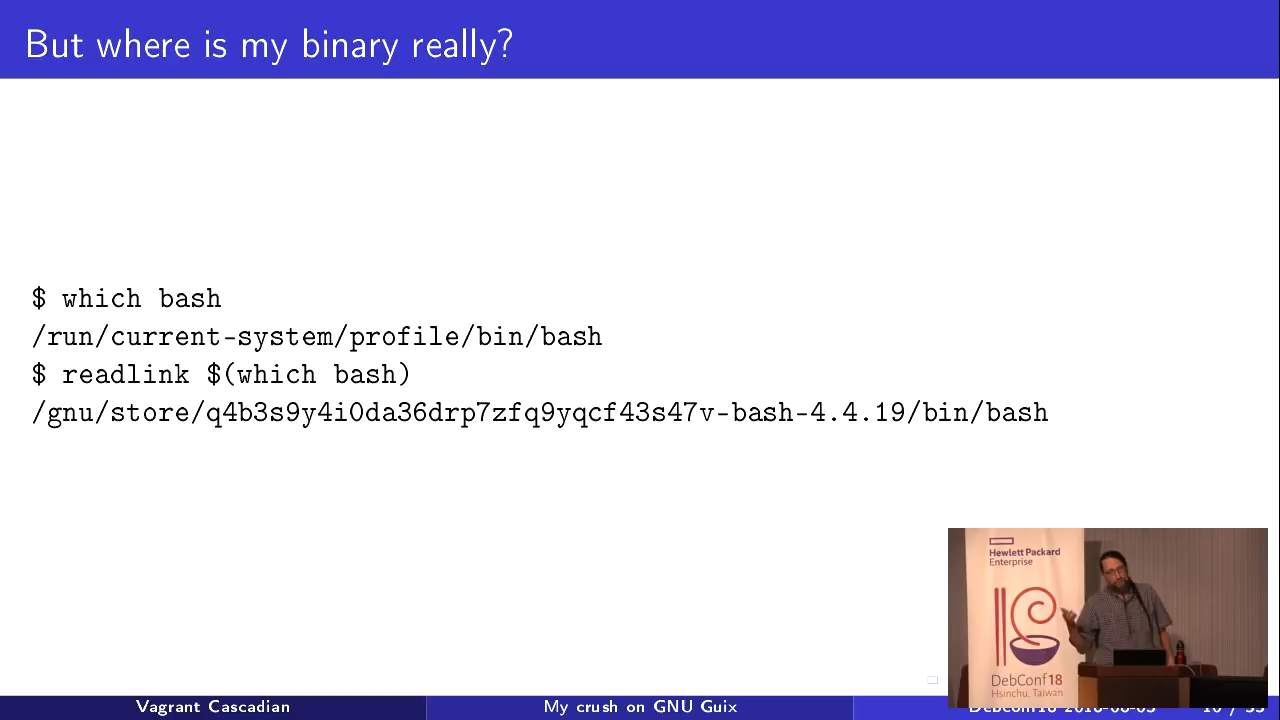 But where is my binary really?
$ which bash
/run/current-system/profile/bin/bash
$ readlink $(which bash)
/gnu/store/q4b3s9y4i0da36drp7zfq9yqcf43s47v-bash-4.4.19/bin/bash
Hewlett Packard
Enterprise
DebConf18
Hsinchu, Taiwan
Vagrant Cascadian
My crush on GNU Guix